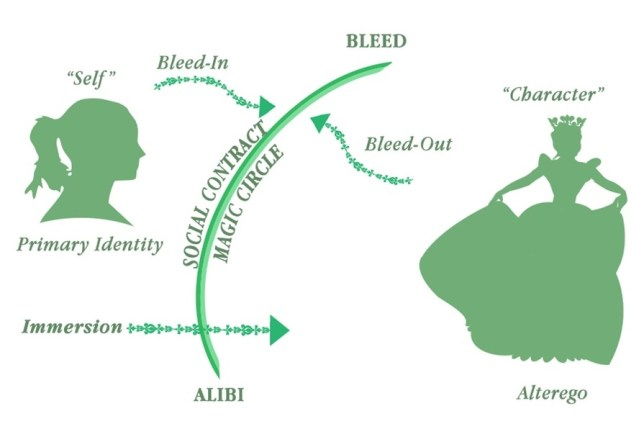 BLEED
Bleed-In
“Self”
“Character”
Bleed-Out
SOCIAL CONTRACT
MAGIC CIRCLE
Primary Identity
Immersion
ALIBI
Alterego